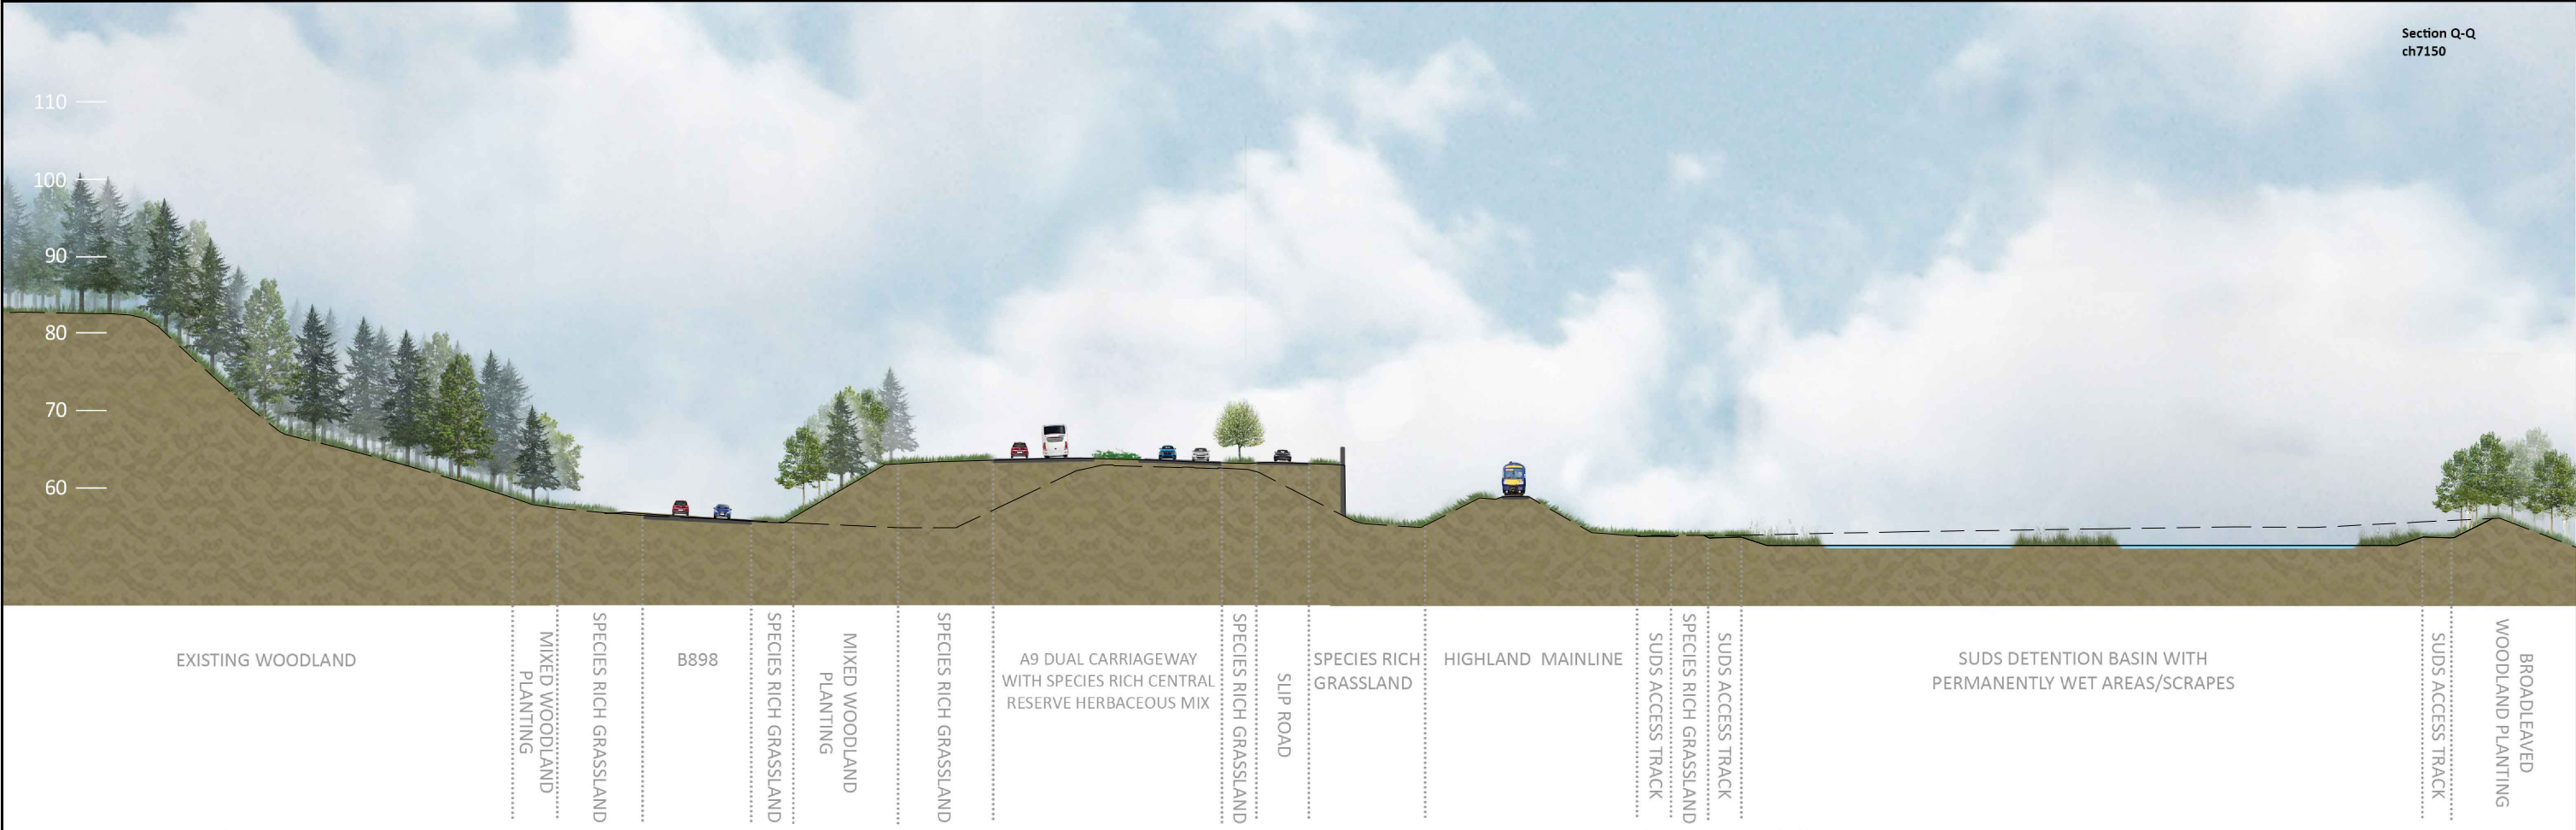 Section Q-Q
ch7150
110
100
90
80
70
60
EXISTING WOODLAND
MIXED WOODLAND
PLANTING
SPECIES RICH GRASSLAND
B898
SPECIES RICH GRASSLAND
MIXED WOODLAND
PLANTING
SPECIES RICH GRASSLAND
A9 DUAL CARRIAGEWAY
WITH SPECIES RICH CENTRAL
RESERVE HERBACEOUS MIX
SPECIES RICH GRASSLAND
SLIP ROAD
SPECIES RICH
GRASSLAND
HIGHLAND MAINLINE
SUDS ACCESS TRACK
SPECIES RICH GRASSLAND
SUDS ACCESS TRACK
SUDS DETENTION BASIN WITH
PERMANENTLY WET AREAS/SCRAPES
SUDS ACCESS TRACK
BROADLEAVED
WOODLAND PLANTING